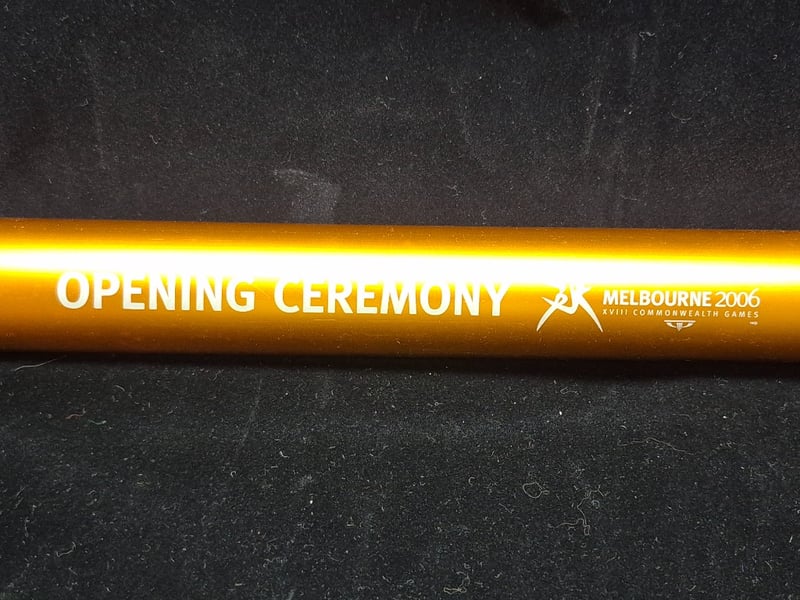 OPENING CEREMONY
MELBOURNE 2006
XVIII COMMONWEALTH GAMES